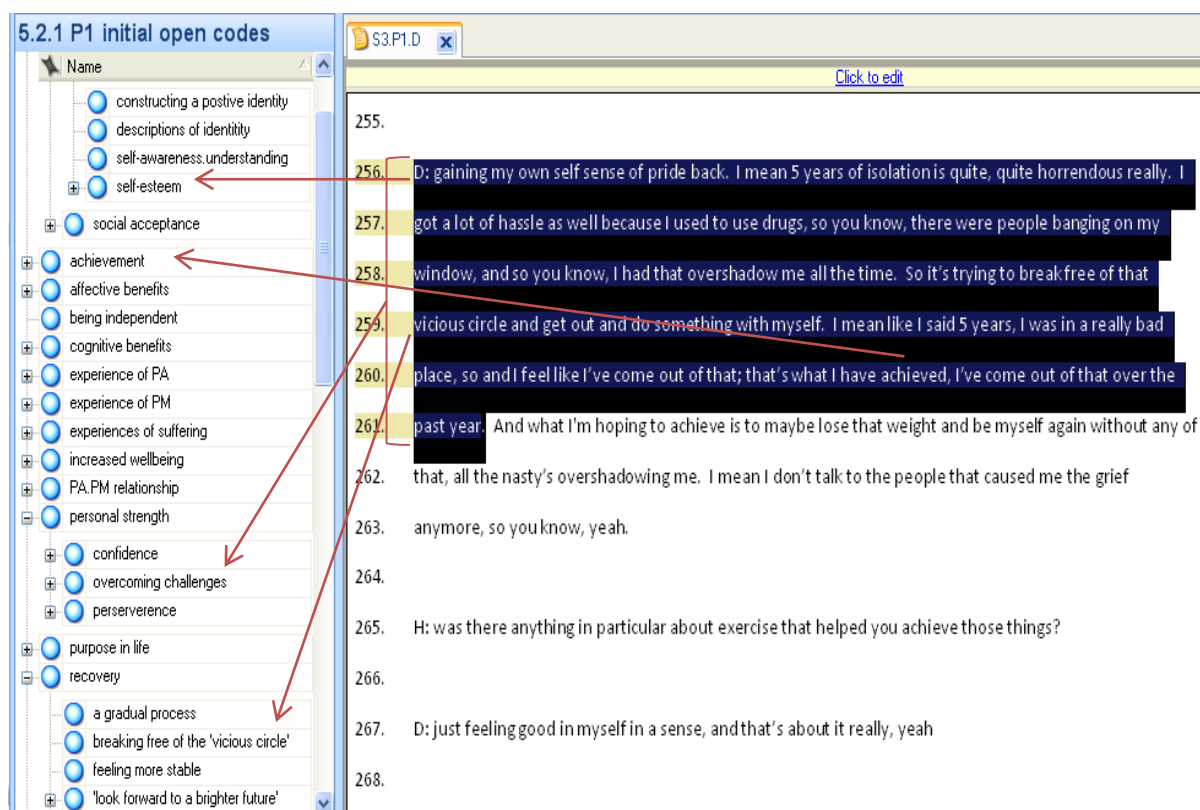 5.2.1 P1 initial open codes
Name
constructing a postive identity
descriptions of identitity
self-awareness.understanding
self-esteem
social acceptance
achievement
affective benefits
being independent
cognitive benefits
experience of PA
experience of PM
experiences of suffering
increased wellbeing
PA.PM relationship
personal strength
confidence
overcoming challenges
perserverence
purpose in life
recovery
a gradual process
breaking free of the 'vicious circle'
feeling more stable
'look forward to a brighter future'
S3.P1.D
Click to edit
255.
256. D: gaining my own self sense of pride back. I mean 5 years of isolation is quite, quite horrendous really. I
257. got a lot of hassle as well because I used to use drugs, so you know, there were people banging on my
258. window, and so you know, I had that overshadow me all the time. So it's trying to break free of that
259. vicious circle and get out and do something with myself. I mean like I said 5 years, I was in a really bad
260. place, so and I feel like I've come out of that; that's what I have achieved, I've come out of that over the
261. past year. And what I'm hoping to achieve is to maybe lose that weight and be myself again without any of
262. that, all the nasty's overshadowing me. I mean I don't talk to the people that caused me the grief
263. anymore, so you know, yeah.
264.
265. H: was there anything in particular about exercise that helped you achieve those things?
266.
267. D: just feeling good in myself in a sense, and that's about it really, yeah
268.